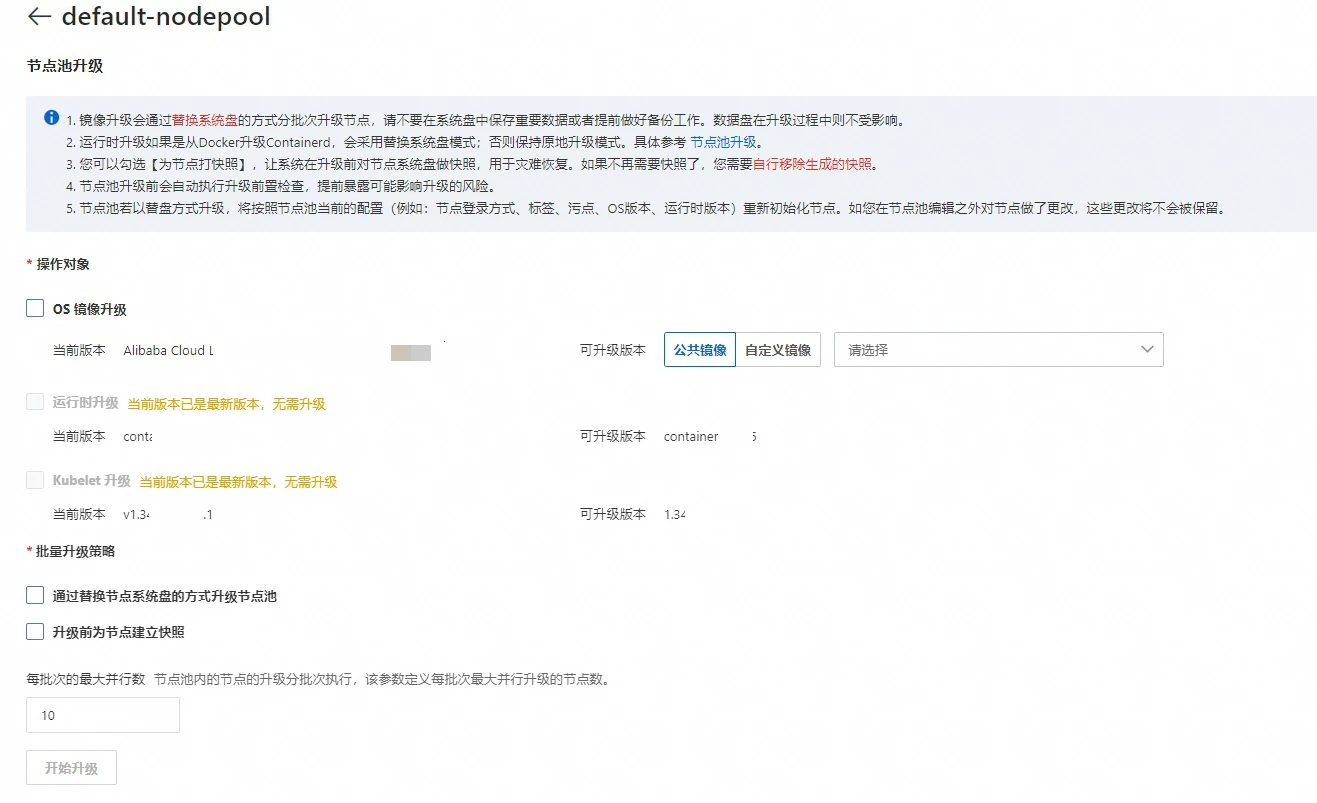 default-nodepool
节点池升级
1. 镜像升级会通过替换系统盘的方式分批次升级节点，请不要在系统盘中保存重要数据或者提前做好备份工作。数据盘在升级过程中则不受影响。
2. 运行时升级如果是从Docker升级Containerd，会采用替换系统盘模式；否则保持原地升级模式。具体参考 节点池升级。
3. 您可以勾选【为节点打快照】，让系统在升级前对节点系统盘做快照，用于灾难恢复。如果不再需要快照了，您需要自行移除生成的快照。
4. 节点池升级前会自动执行升级前置检查，提前暴露可能影响升级的风险。
5. 节点池若以替盘方式升级，将按照节点池当前的配置（例如：节点登录方式、标签、污点、OS版本、运行时版本）重新初始化节点。如您在节点池编辑之外对节点做了更改，这些更改将不会被保留。
* 操作对象
OS 镜像升级
当前版本 Alibaba Cloud L 可升级版本 公共镜像 自定义镜像 请选择
运行时升级 当前版本已是最新版本，无需升级
当前版本 conta 可升级版本 container 5
Kubelet 升级 当前版本已是最新版本，无需升级
当前版本 v1.34 .1 可升级版本 1.34
* 批量升级策略
通过替换节点系统盘的方式升级节点池
升级前为节点建立快照
每批次的最大并行数 节点池内的节点的升级分批次执行，该参数定义每批次最大并行升级的节点数。
10
开始升级